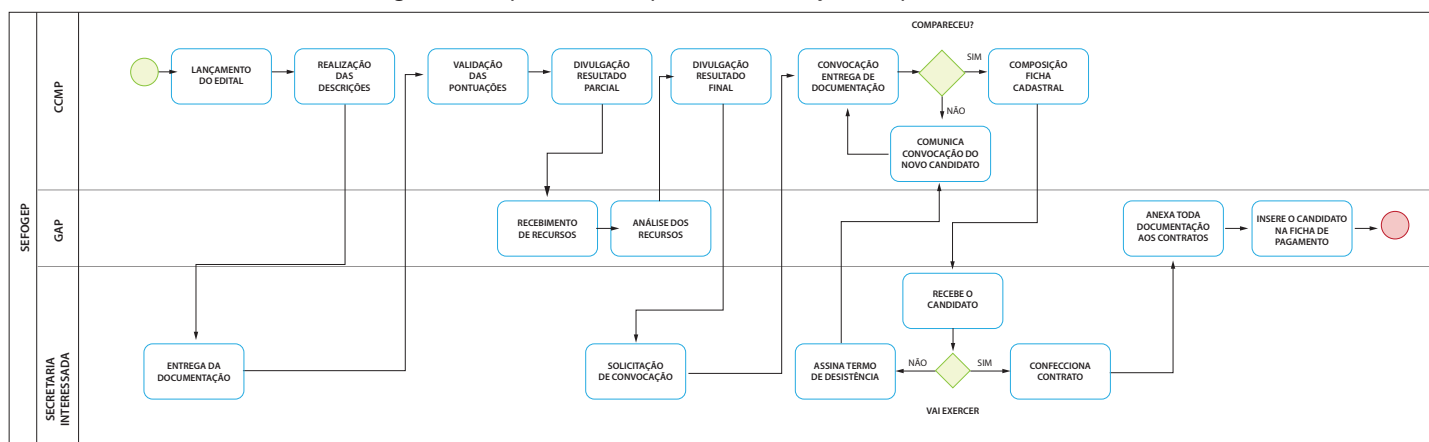 COMPARECEU?
SEFOGEP
CCMP
LANÇAMENTO
DO EDITAL
REALIZAÇÃO
DAS
DESCRIÇÕES
VALIDAÇÃO
DAS
PONTUAÇÕES
DIVULGAÇÃO
RESULTADO
PARCIAL
DIVULGAÇÃO
RESULTADO
FINAL
CONVOCAÇÃO
ENTREGA DE
DOCUMENTAÇÃO
SIM
COMPOSIÇÃO
FICHA
CADASTRAL
NÃO
COMUNICA
CONVOCAÇÃO DO
NOVO CANDIDATO
GAP
RECEBIMENTO
DE RECURSOS
ANÁLISE DOS
RECURSOS
ANEXA TODA
DOCUMENTAÇÃO
AOS CONTRATOS
INSERE O CANDIDATO
NA FICHA DE
PAGAMENTO
SECRETARIA
INTERESSADA
RECEBE O
CANDIDATO
ENTREGA DA
DOCUMENTAÇÃO
SOLICITAÇÃO
DE CONVOCAÇÃO
ASSINA TERMO
DE DESISTÊNCIA
NÃO
SIM
CONFECCIONA
CONTRATO
VAI EXERCER